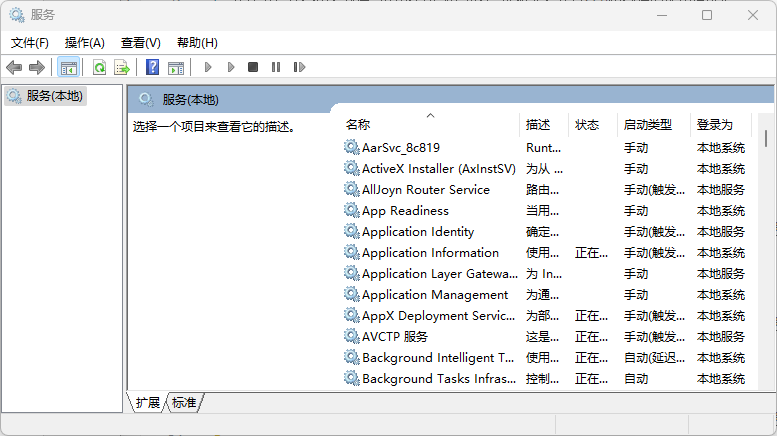 服务
文件(F) 操作(A) 查看(V) 帮助(H)
服务(本地)
服务(本地)
选择一个项目来查看它的描述。
名称 描述 状态 启动类型 登录为
AarSvc_8c819 Runt... 手动 本地系统
ActiveX Installer (AxInstSV) 为从 ... 手动 本地系统
AllJoyn Router Service 路由... 手动(触发... 本地服务
App Readiness 当用... 手动 本地系统
Application Identity 确定... 手动(触发... 本地服务
Application Information 使用... 正在... 手动(触发... 本地系统
Application Layer Gatewa... 为 In... 手动 本地服务
Application Management 为通... 手动 本地系统
AppX Deployment Servic... 为部... 正在... 手动(触发... 本地系统
AVCTP 服务 这是... 正在... 手动(触发... 本地服务
Background Intelligent T... 使用... 正在... 自动(延迟... 本地系统
Background Tasks Infras... 控制... 正在... 自动 本地系统
扩展 标准